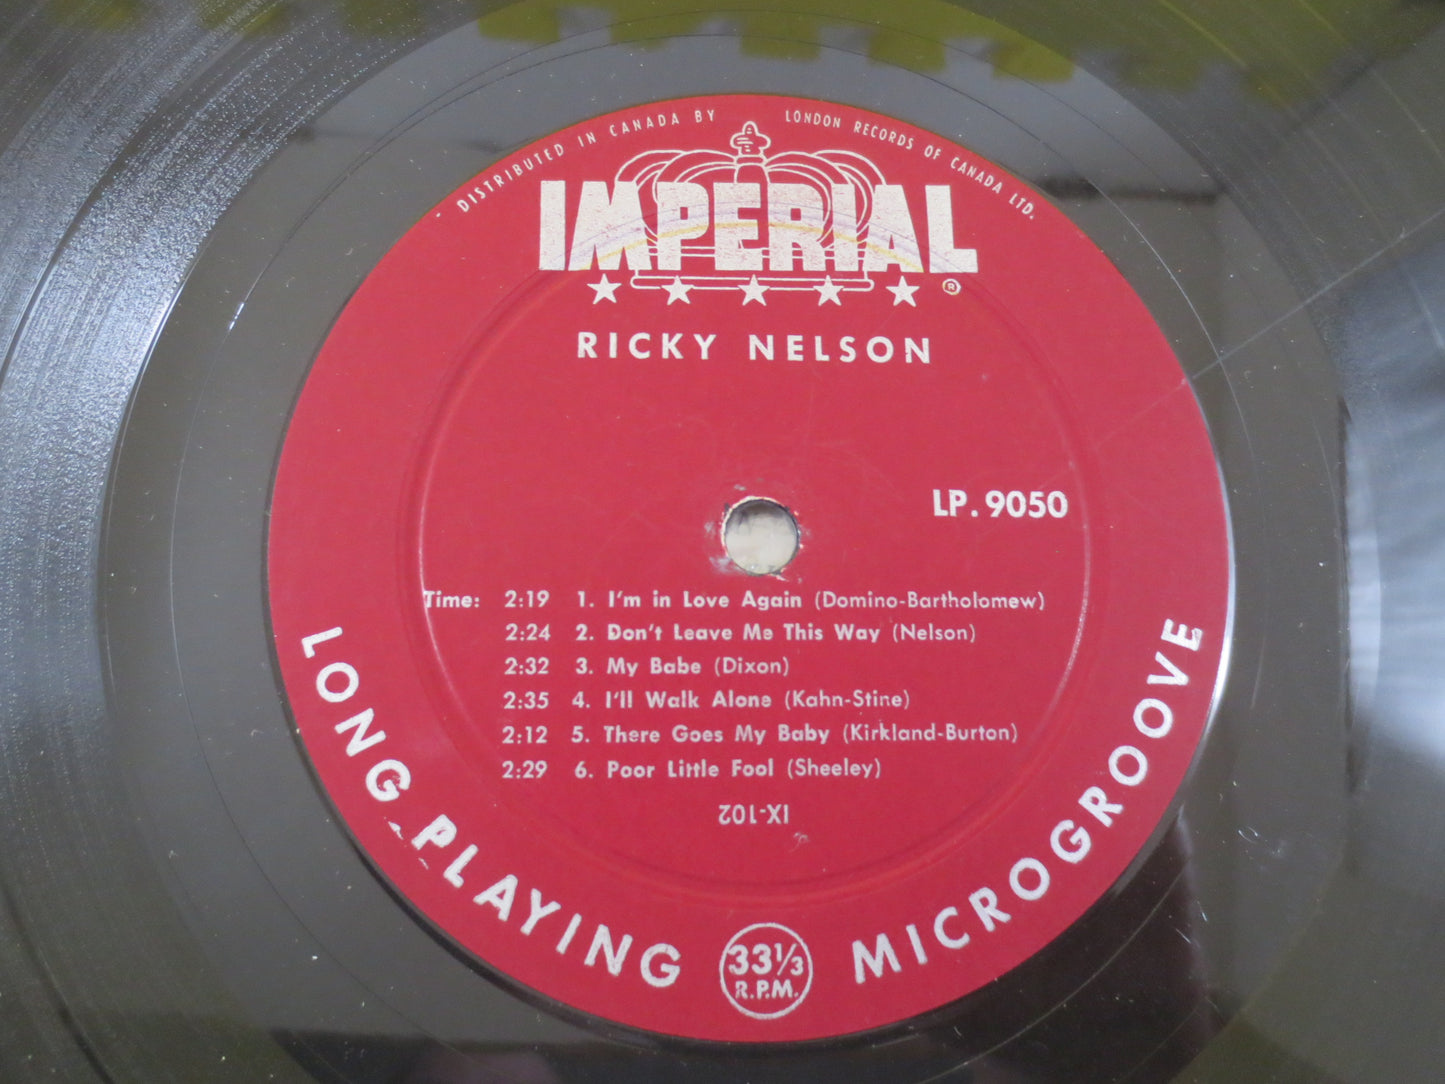 DISTRIBUTED IN CANADA BY LONDON RECORDS OF CANADA LTD.
IMPERIAL
®
RICKY NELSON
LP. 9050
Time: 2:19 1. I'm in Love Again (Domino-Bartholomew)
2:24 2. Don't Leave Me This Way (Nelson)
2:32 3. My Babe (Dixon)
2:35 4. I'll Walk Alone (Kahn-Stine)
2:12 5. There Goes My Baby (Kirkland-Burton)
2:29 6. Poor Little Fool (Sheeley)
IX-102
LONG PLAYING
33⅓
R.P.M.
MICROGROOVE